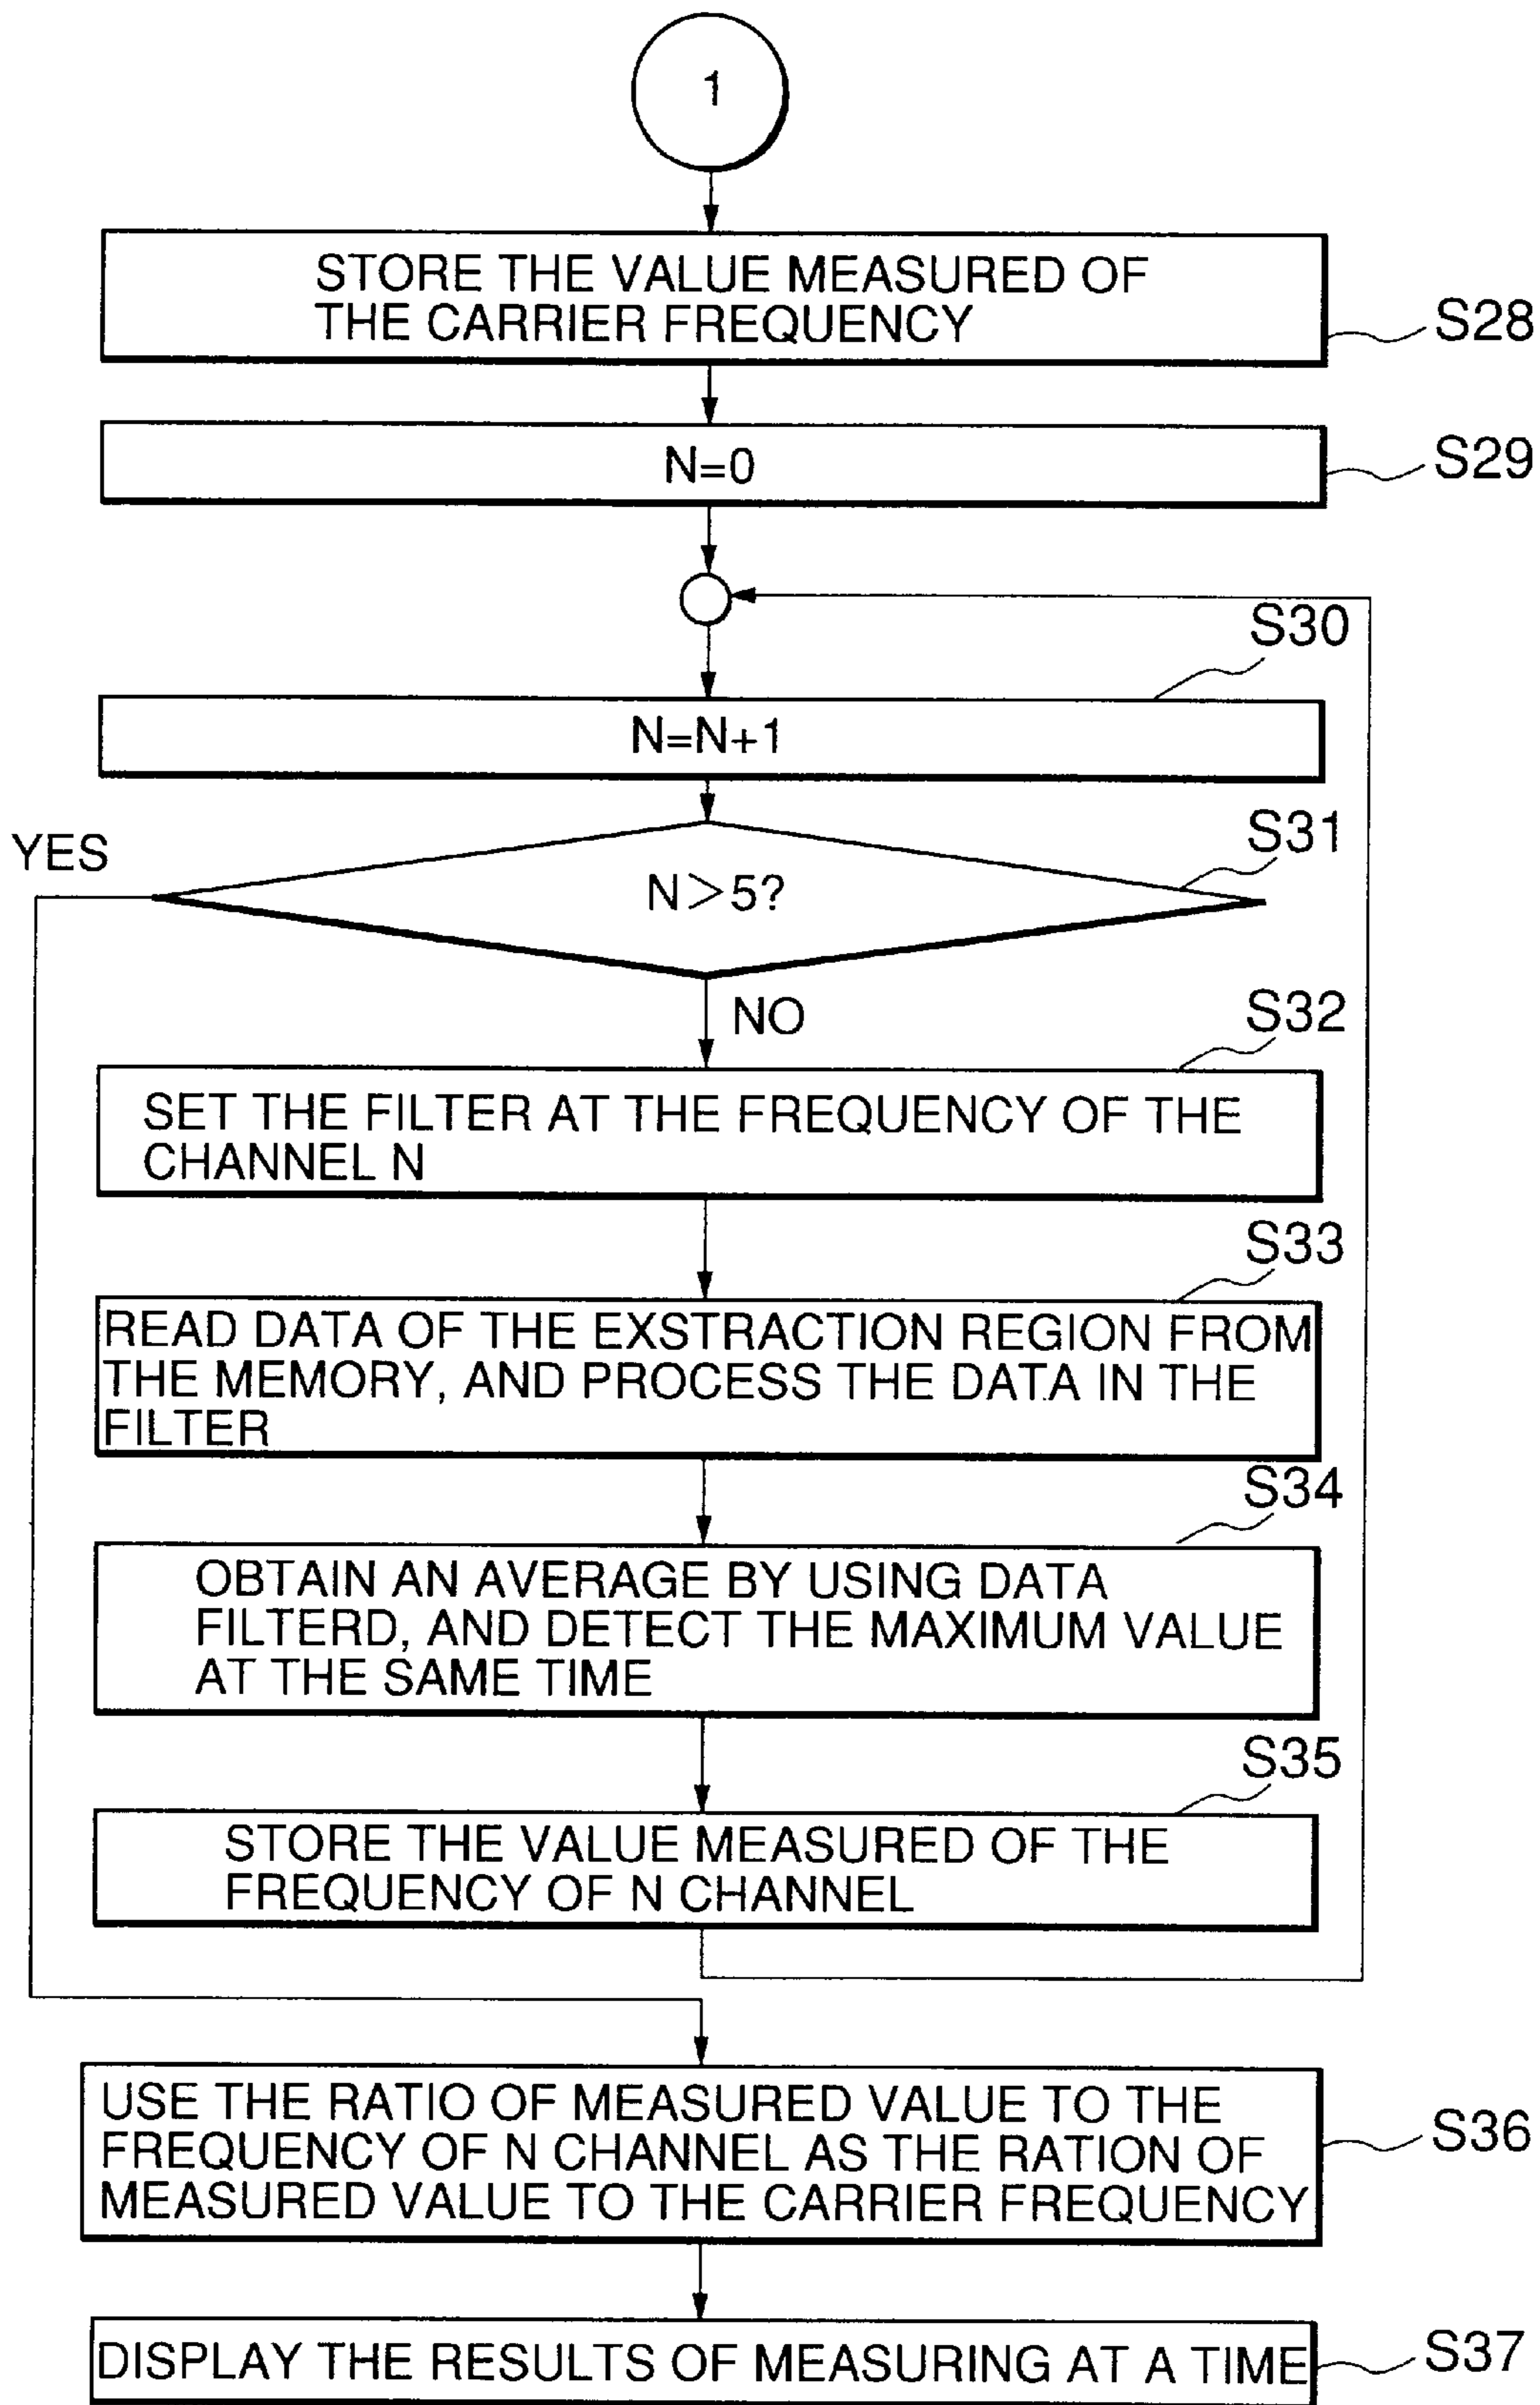 1
STORE THE VALUE MEASURED OF
THE CARRIER FREQUENCY
S28
N=0
S29
S30
N=N+1
S31
YES
N>5?
NO
S32
SET THE FILTER AT THE FREQUENCY OF THE
CHANNEL N
S33
READ DATA OF THE EXSTRACTION REGION FROM
THE MEMORY, AND PROCESS THE DATA IN THE
FILTER
S34
OBTAIN AN AVERAGE BY USING DATA
FILTERD, AND DETECT THE MAXIMUM VALUE
AT THE SAME TIME
S35
STORE THE VALUE MEASURED OF THE
FREQUENCY OF N CHANNEL
USE THE RATIO OF MEASURED VALUE TO THE
FREQUENCY OF N CHANNEL AS THE RATION OF
MEASURED VALUE TO THE CARRIER FREQUENCY
S36
DISPLAY THE RESULTS OF MEASURING AT A TIME
S37